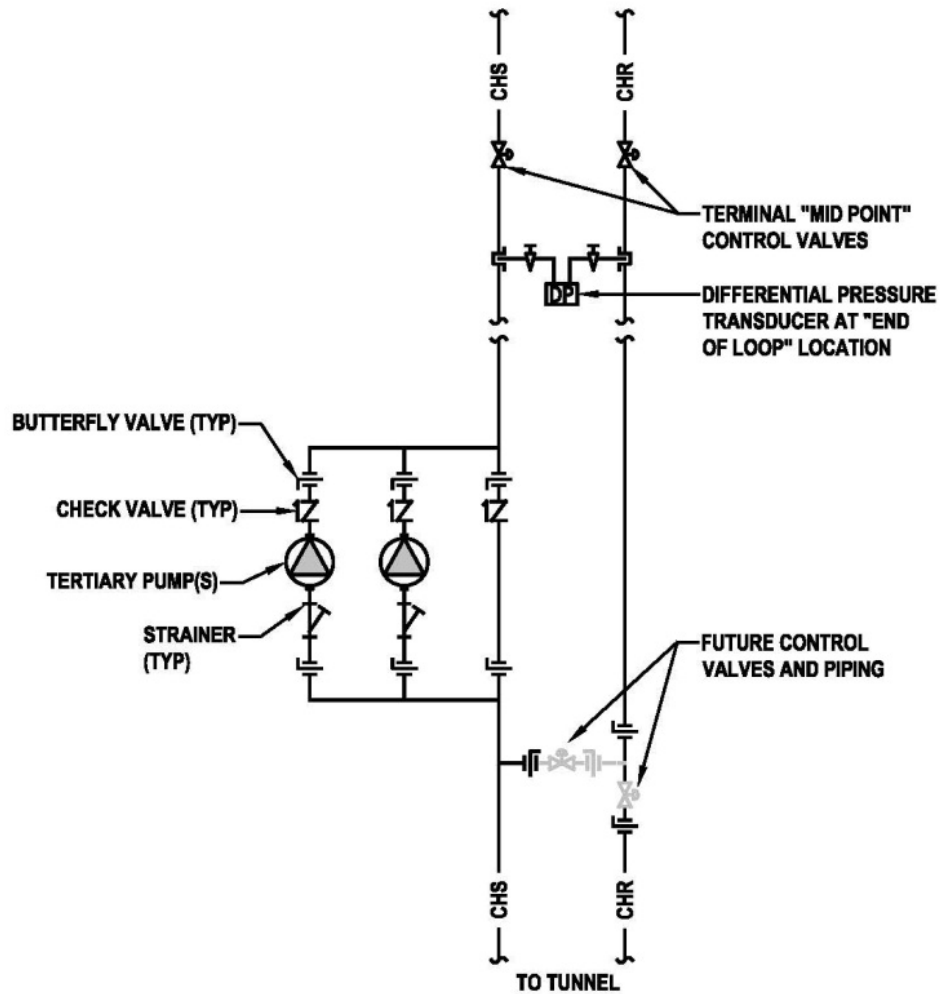 CHS
CHR
TERMINAL "MID POINT"
CONTROL VALVES
DP
DIFFERENTIAL PRESSURE
TRANSDUCER AT "END
OF LOOP" LOCATION
BUTTERFLY VALVE (TYP)
CHECK VALVE (TYP)
TERTIARY PUMP(S)
STRAINER
(TYP)
FUTURE CONTROL
VALVES AND PIPING
CHS
CHR
TO TUNNEL